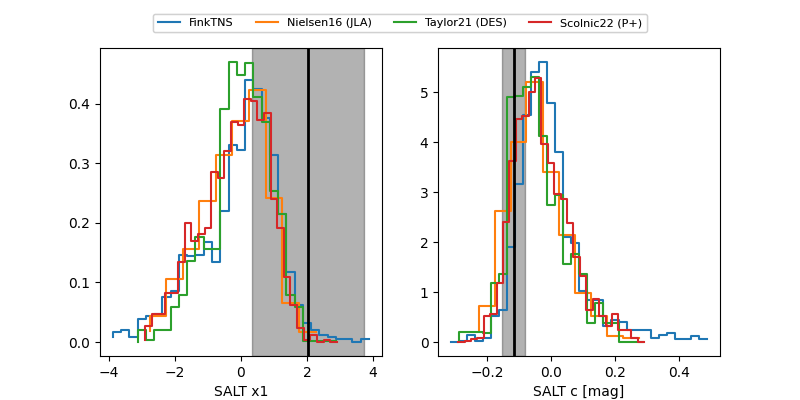 FinkTNS Nielsen16 (JLA) Taylor21 (DES) Scolnic22 (P+)
0.4
0.3
0.2
0.1
0.0
−4 −2 0 2 4
SALT x1
5
4
3
2
1
0
−0.2 0.0 0.2 0.4
SALT c [mag]